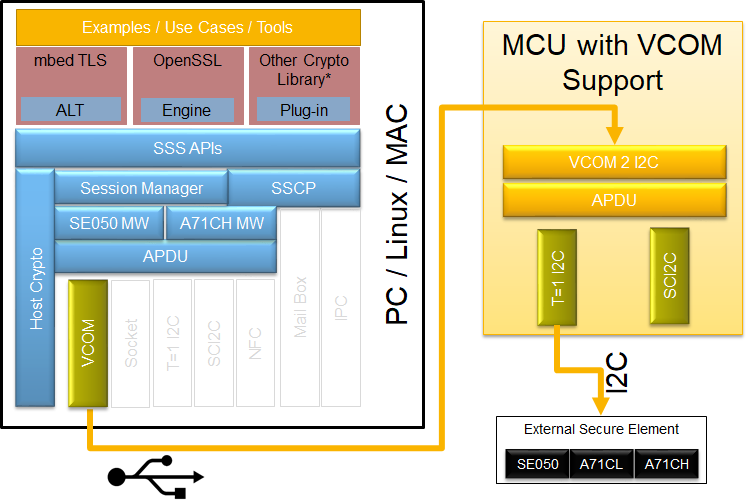 Examples / Use Cases / Tools
mbed TLS
ALT
OpenSSL
Engine
Other Crypto
Library*
Plug-in
SSS APIs
Session Manager
SSCP
SE050 MW
A71CH MW
APDU
Host Crypto
VCOM
Socket
T=1 I2C
SCI2C
NFC
Mail Box
IPC
PC / Linux / MAC
MCU with VCOM
Support
VCOM 2 I2C
APDU
T=1 I2C
SCI2C
I2C
External Secure Element
SE050
A71CL
A71CH